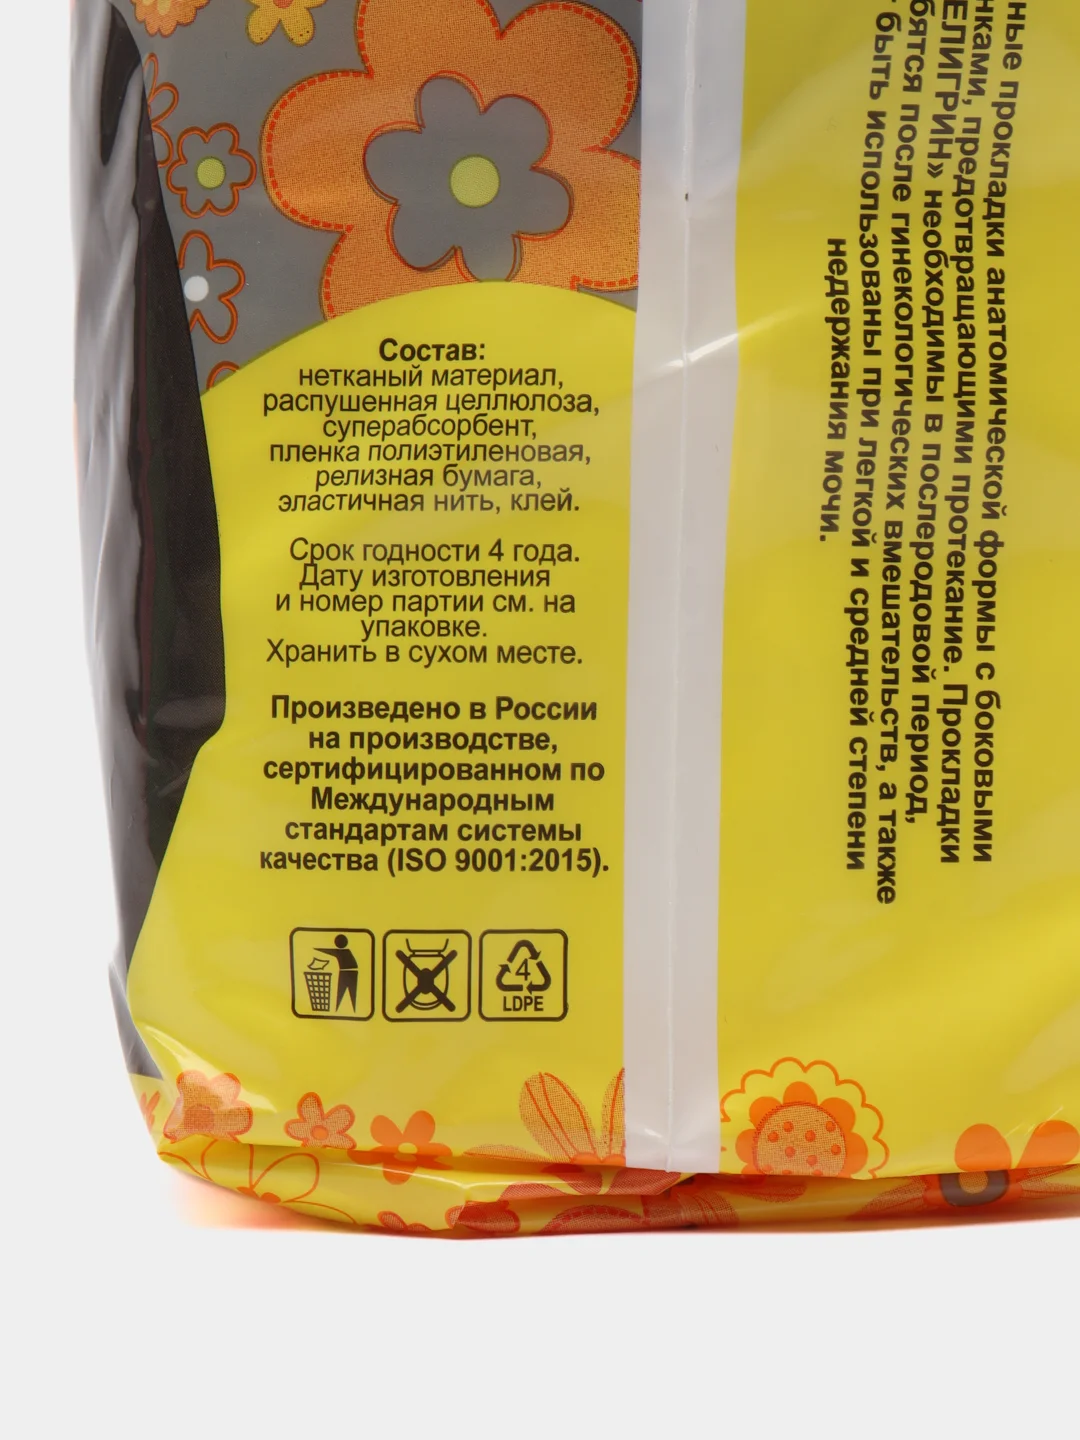 Состав:
нетканый материал,
распушенная целлюлоза,
суперабсорбент,
пленка полиэтиленовая,
релизная бумага,
эластичная нить, клей.
Срок годности 4 года.
Дату изготовления
и номер партии см. на
упаковке.
Хранить в сухом месте.
Произведено в России
на производстве,
сертифицированном по
Международным
стандартам системы
качества (ISO 9001:2015).
4
LDPE
прокладки анатомической формы с боковыми
предотвращающими протекание. Прокладки
необходимы в послеродовой период,
после гинекологических вмешательств, а также
быть использованы при легкой и средней степени
недержания мочи.